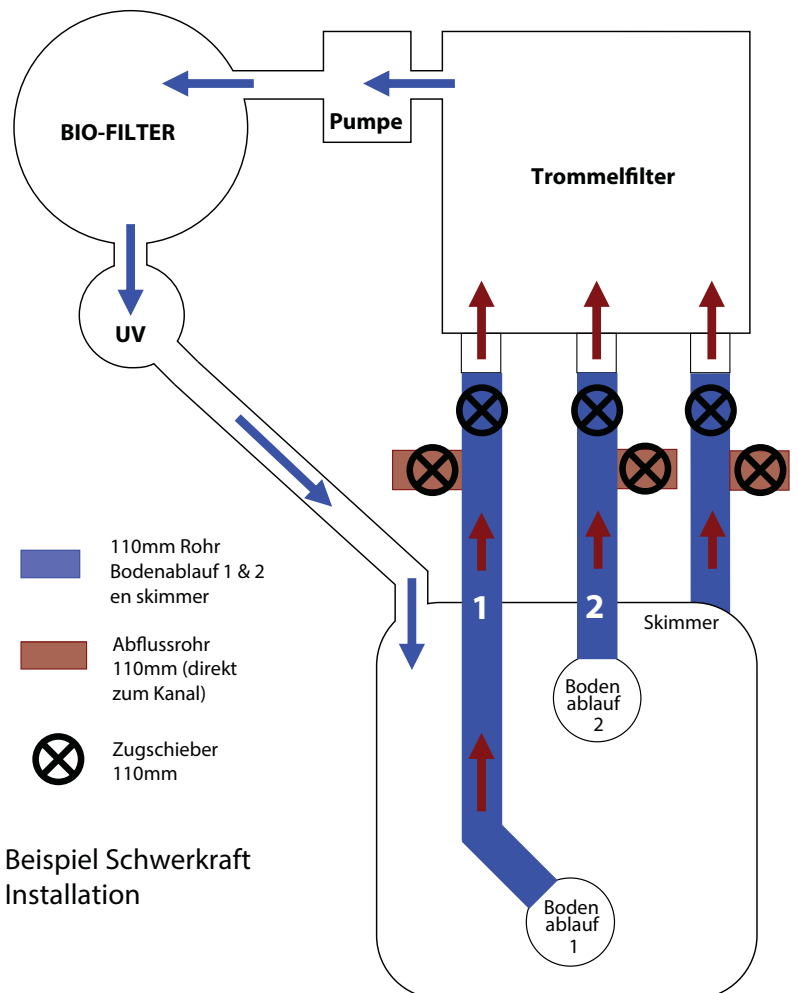 BIO-FILTER
Pumpe
Trommelfilter
UV
110mm Rohr
Bodenablauf 1 & 2
en skimmer
Abflussrohr
110mm (direkt
zum Kanal)
Zugschieber
110mm
1
2
Skimmer
Boden
ablauf
2
Boden
ablauf
1
Beispiel Schwerkraft
Installation